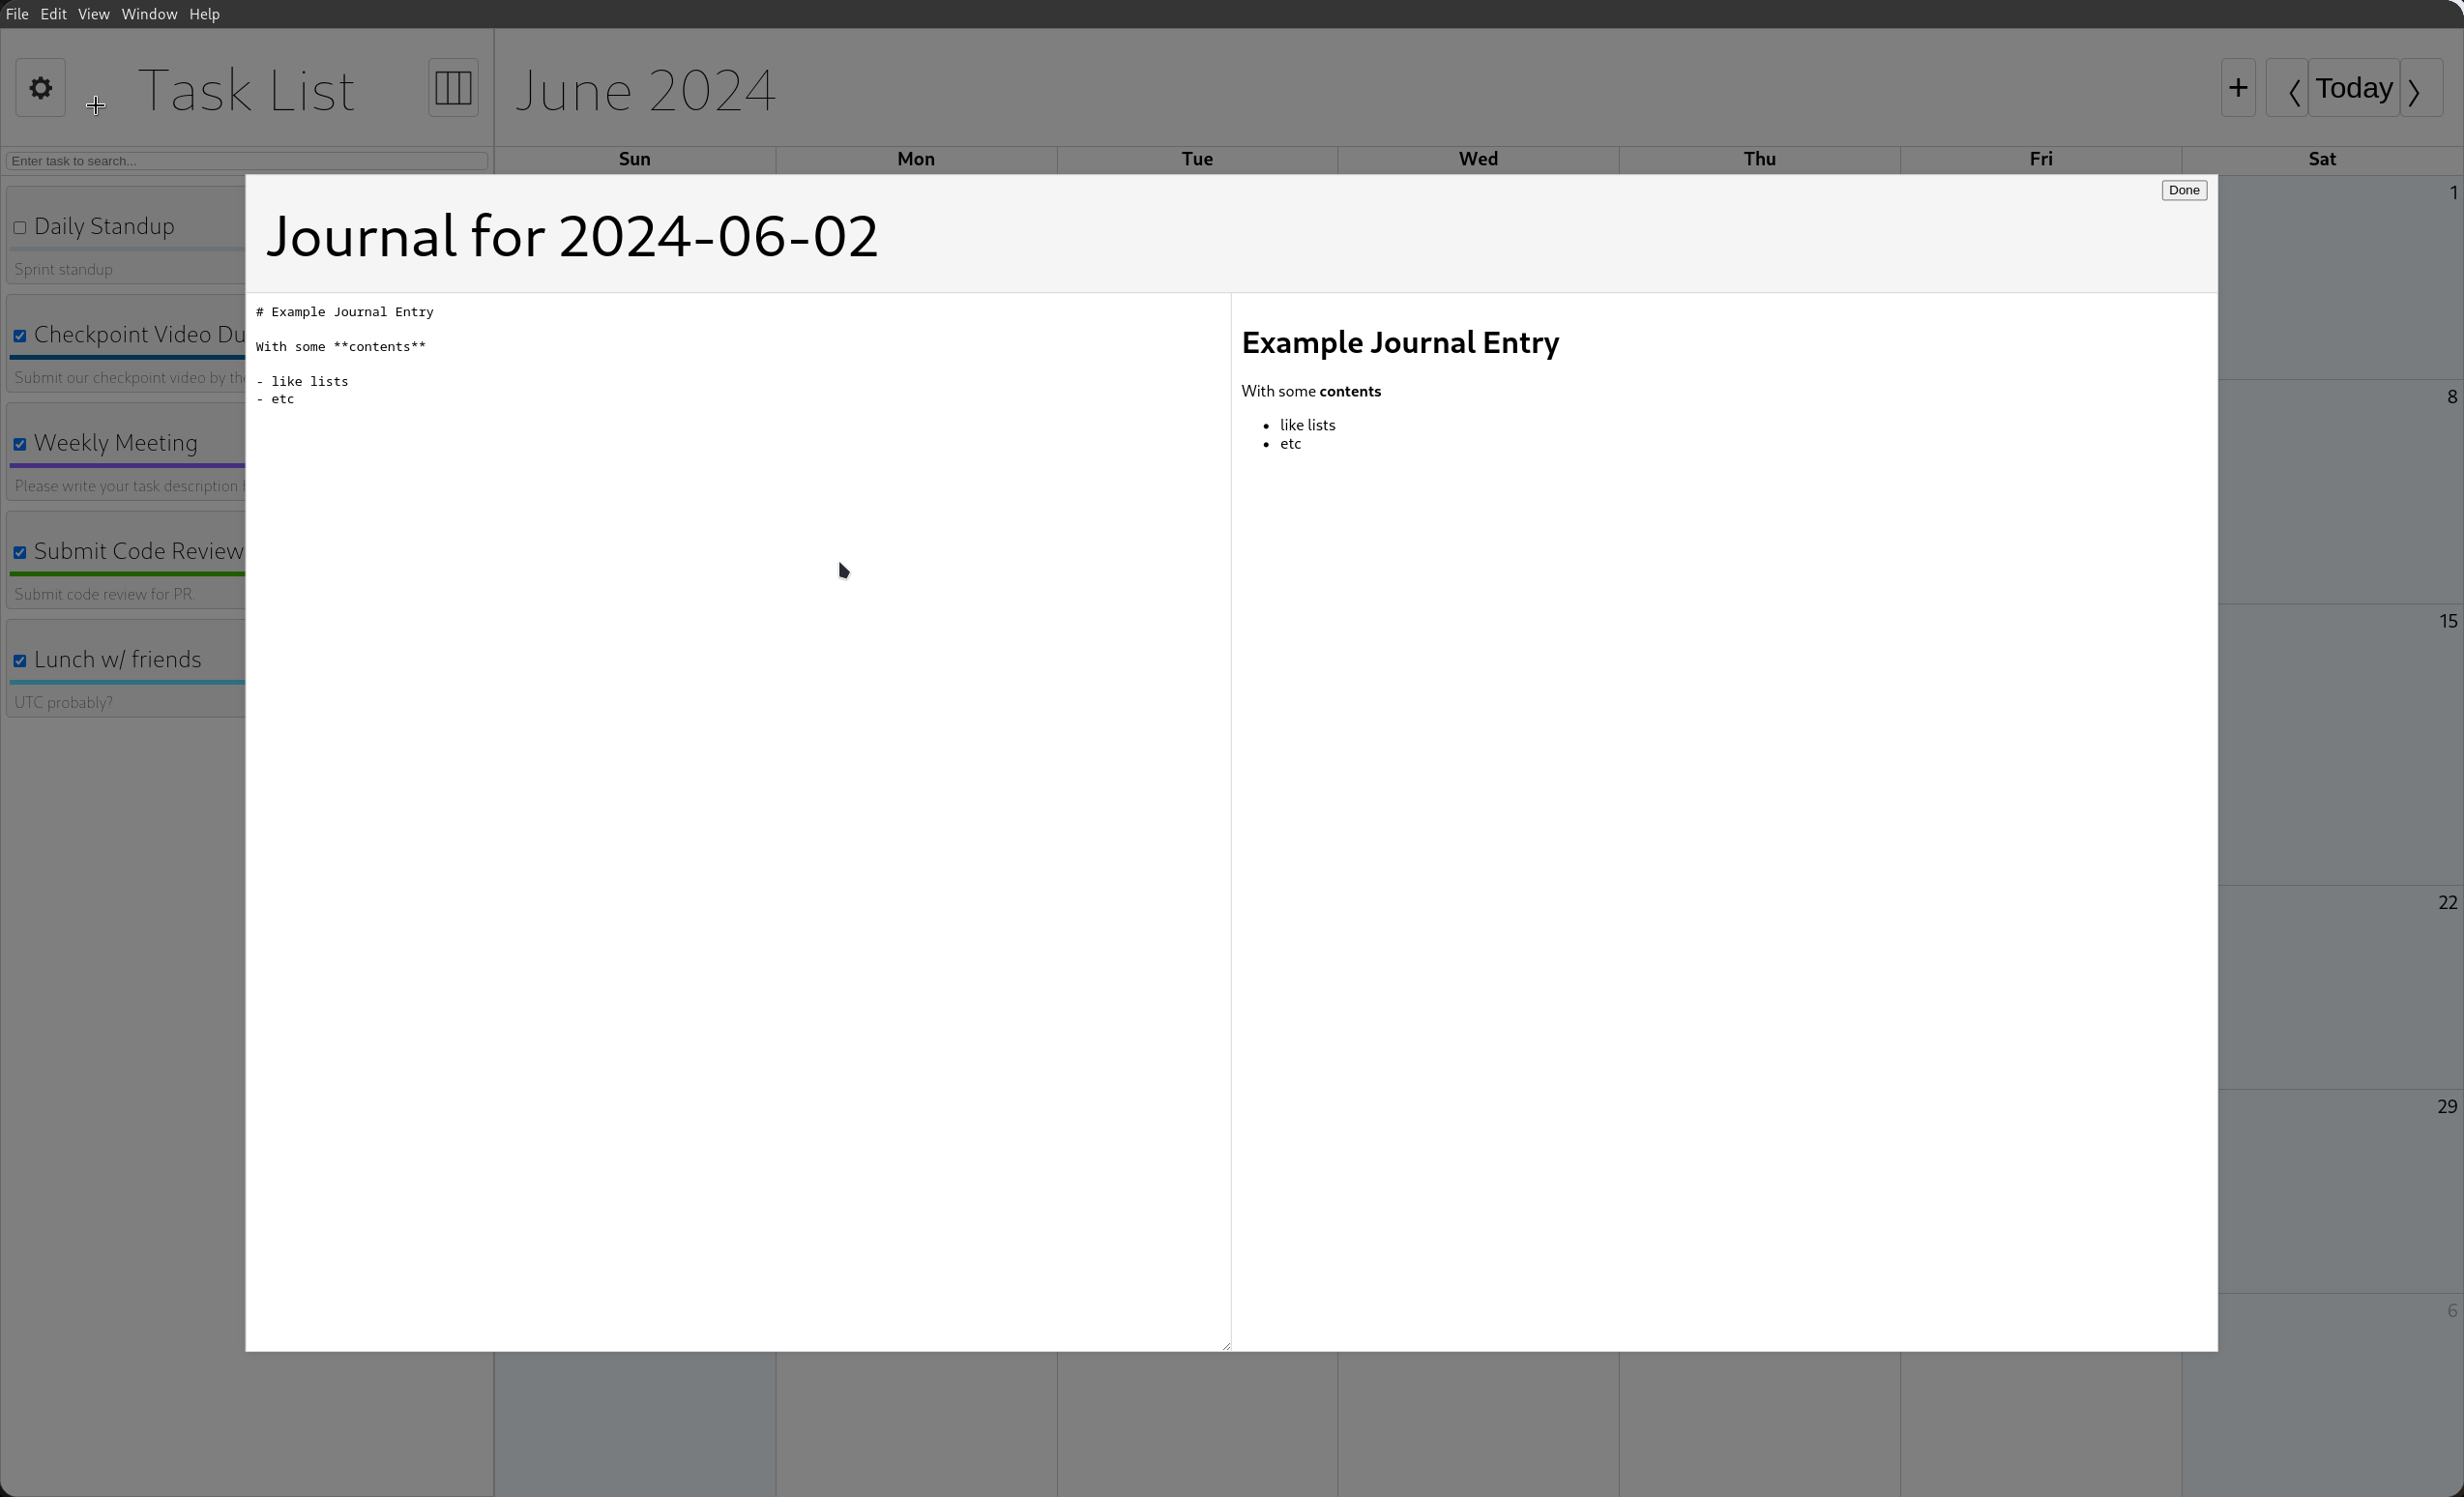 File Edit View Window Help
Task List
June 2024
+ Today
Enter task to search...
Sun Mon Tue Wed Thu Fri Sat
Daily Standup
Sprint standup
Checkpoint Video Du
Submit our checkpoint video by the
Weekly Meeting
Please write your task description
Submit Code Review
Submit code review for PR.
Lunch w/ friends
UTC probably?
Done
Journal for 2024-06-02
# Example Journal Entry
With some **contents**
- like lists
- etc
Example Journal Entry
With some contents
• like lists
• etc
1
8
15
22
29
6